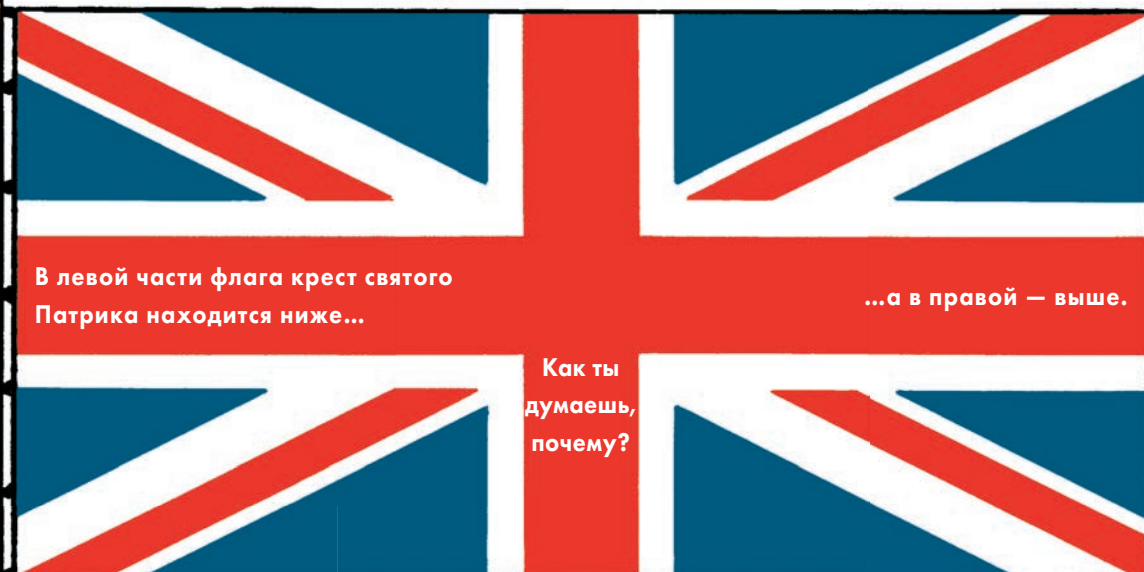 В левой части флага крест святого
Патрика находится ниже...
...а в правой — выше.
Как ты
думаешь,
почему?